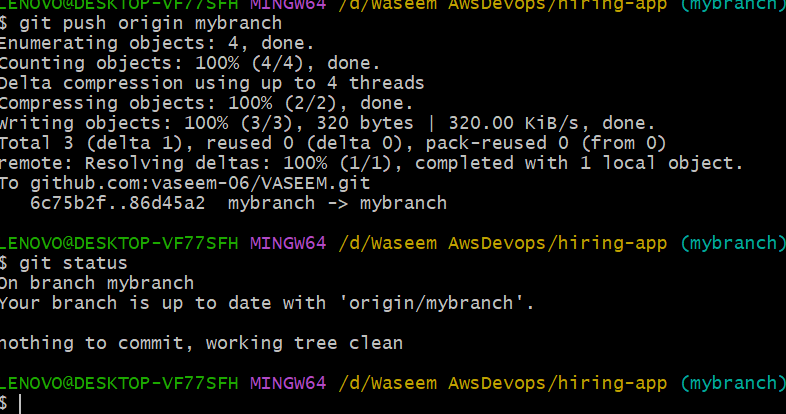 LENOVO@DESKTOP-VF77SFH MINGW64 /d/Waseem AwsDevops/hiring-app (mybranch)
$ git push origin mybranch
Enumerating objects: 4, done.
Counting objects: 100% (4/4), done.
Delta compression using up to 4 threads
Compressing objects: 100% (2/2), done.
Writing objects: 100% (3/3), 320 bytes | 320.00 KiB/s, done.
Total 3 (delta 1), reused 0 (delta 0), pack-reused 0 (from 0)
remote: Resolving deltas: 100% (1/1), completed with 1 local object.
To github.com:vaseem-06/VASEEM.git
   6c75b2f..86d45a2  mybranch -> mybranch

LENOVO@DESKTOP-VF77SFH MINGW64 /d/Waseem AwsDevops/hiring-app (mybranch)
$ git status
On branch mybranch
Your branch is up to date with 'origin/mybranch'.

nothing to commit, working tree clean

LENOVO@DESKTOP-VF77SFH MINGW64 /d/Waseem AwsDevops/hiring-app (mybranch)
$